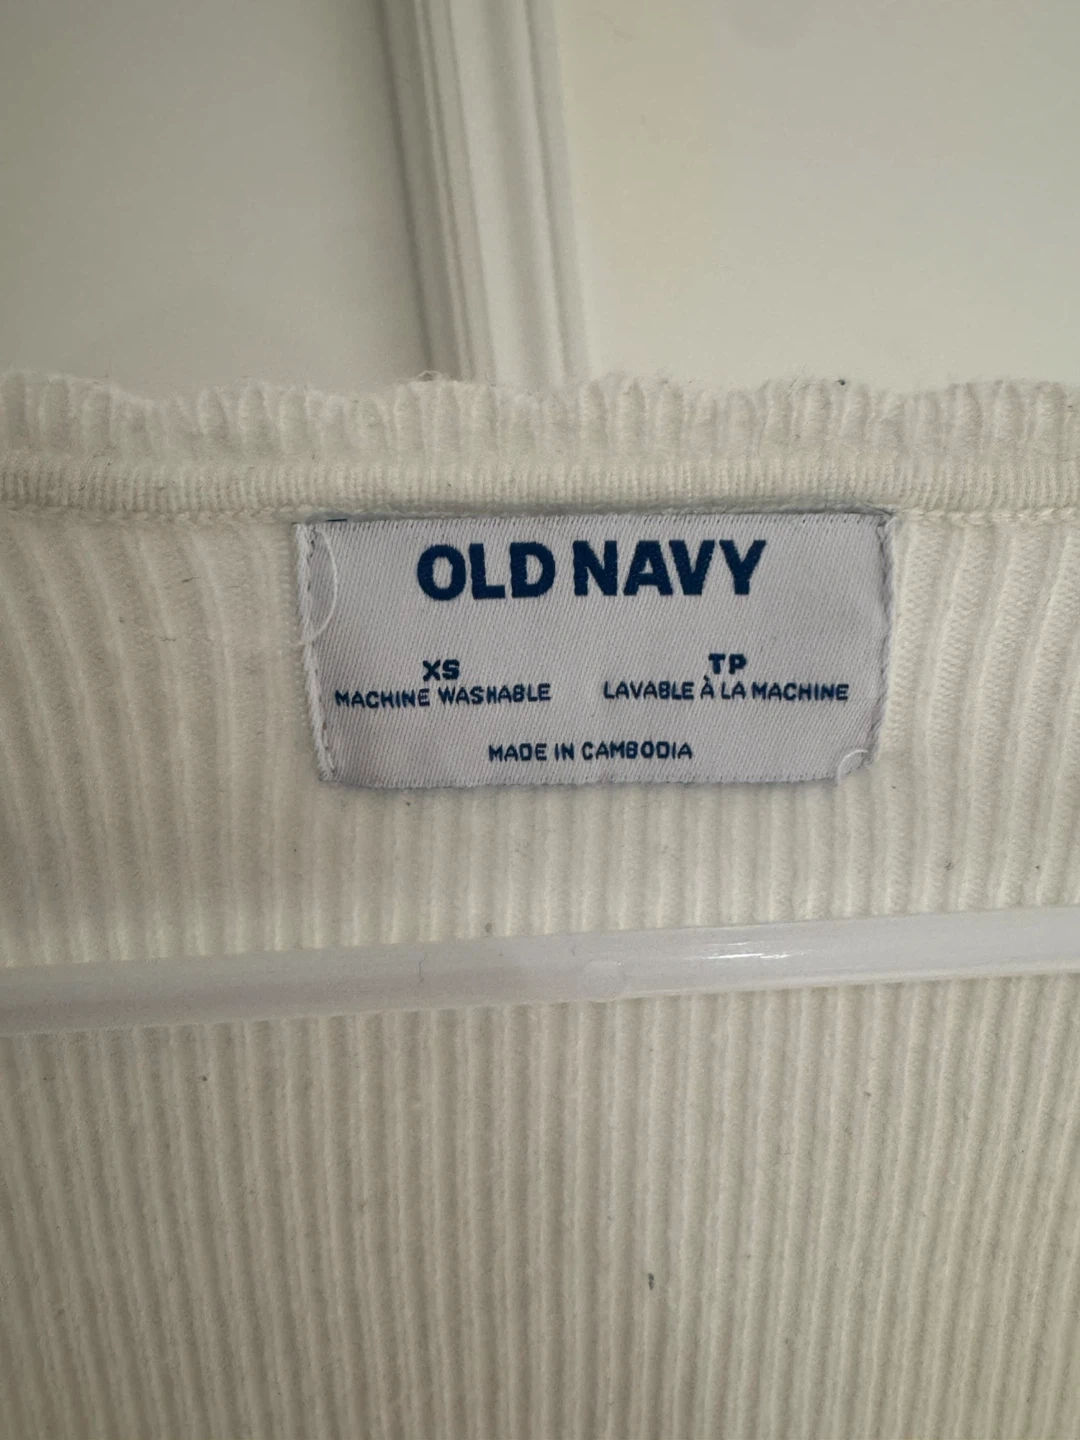 OLD NAVY
XS TP
MACHINE WASHABLE LAVABLE À LA MACHINE
MADE IN CAMBODIA